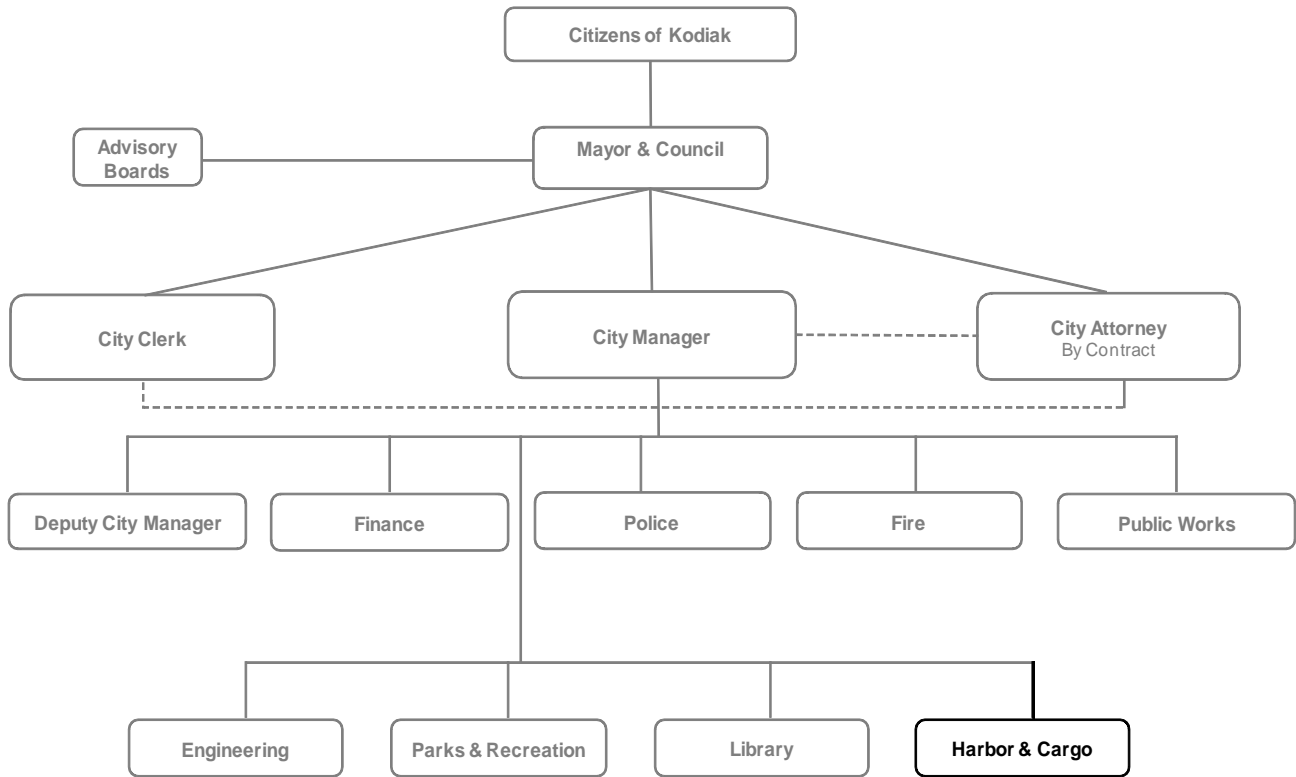 Citizens of Kodiak
Advisory
Boards
Mayor & Council
City Clerk
City Manager
City Attorney
By Contract
Deputy City Manager
Finance
Police
Fire
Public Works
Engineering
Parks & Recreation
Library
Harbor & Cargo